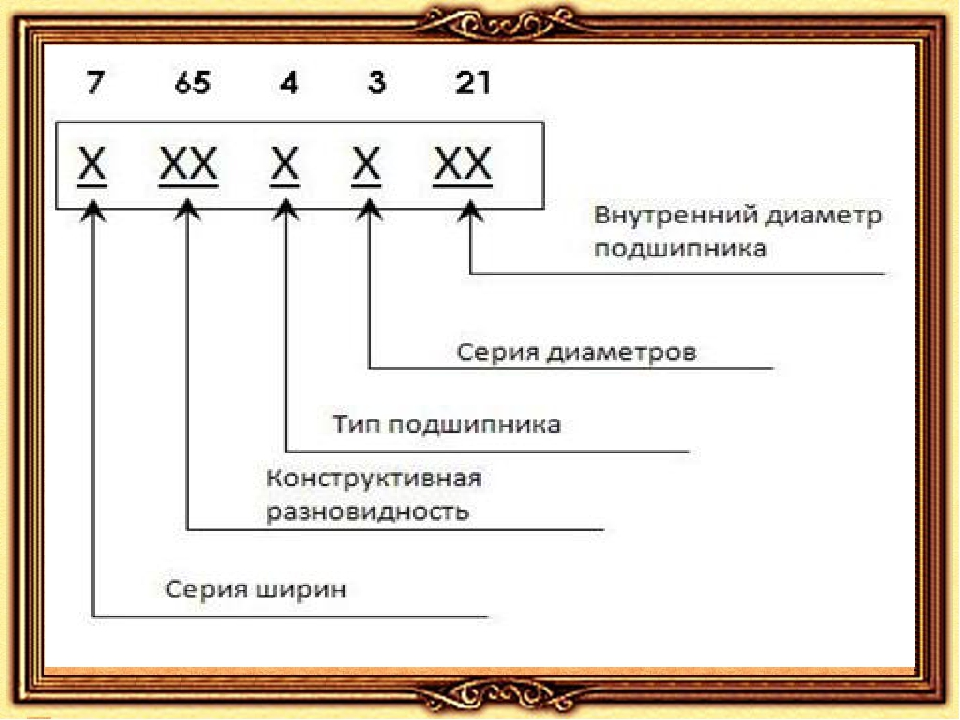 7 65 4 3 21
X XX X X XX
Внутренний диаметр
подшипника
Серия диаметров
Тип подшипника
Конструктивная
разновидность
Серия ширин